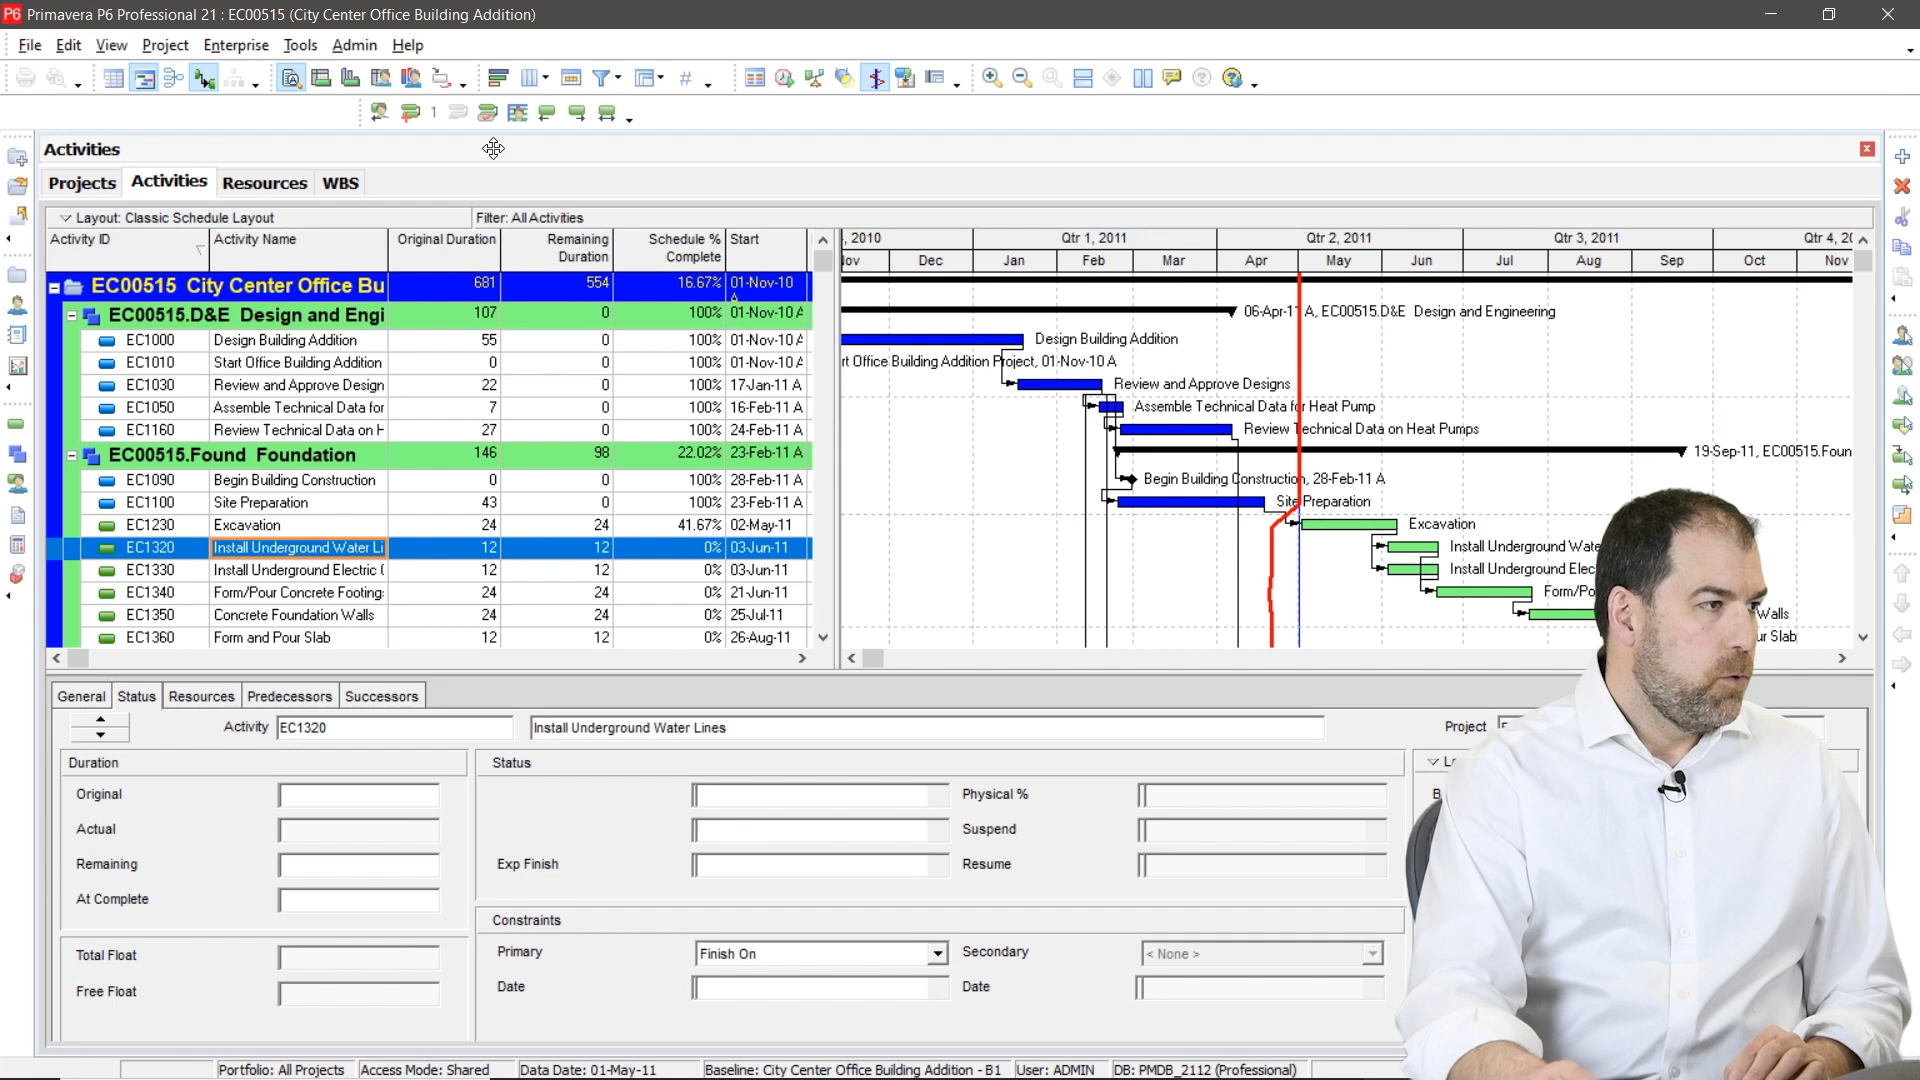 P6 Primavera P6 Professional 21 : EC00515 (City Center Office Building Addition)
File Edit View Project Enterprise Tools Admin Help
1
Activities
Projects Activities Resources WBS
Layout: Classic Schedule Layout Filter: All Activities
Activity ID Activity Name Original Duration Remaining Duration Schedule % Complete Start
, 2010 Qtr 1, 2011 Qtr 2, 2011 Qtr 3, 2011 Qtr 4, 20
Nov Dec Jan Feb Mar Apr May Jun Jul Aug Sep Oct Nov
EC00515 City Center Office Bu 681 554 16.67% 01-Nov-10 A
EC00515.D&E Design and Engi 107 0 100% 01-Nov-10 A
06-Apr-11 A, EC00515.D&E Design and Engineering
EC1000 Design Building Addition 55 0 100% 01-Nov-10 A Design Building Addition
EC1010 Start Office Building Addition 0 0 100% 01-Nov-10 A rt Office Building Addition Project, 01-Nov-10 A
EC1030 Review and Approve Design 22 0 100% 17-Jan-11 A Review and Approve Designs
EC1050 Assemble Technical Data for 7 0 100% 16-Feb-11 A Assemble Technical Data for Heat Pump
EC1160 Review Technical Data on H 27 0 100% 24-Feb-11 A Review Technical Data on Heat Pumps
EC00515.Found Foundation 146 98 22.02% 23-Feb-11 A 19-Sep-11, EC00515.Foun
EC1090 Begin Building Construction 0 0 100% 28-Feb-11 A Begin Building Construction, 28-Feb-11 A
EC1100 Site Preparation 43 0 100% 23-Feb-11 A Site Preparation
EC1230 Excavation 24 24 41.67% 02-May-11 Excavation
EC1320 Install Underground Water Li 12 12 0% 03-Jun-11 Install Underground Wate
EC1330 Install Underground Electric ( 12 12 0% 03-Jun-11 Install Underground Elec
EC1340 Form/Pour Concrete Footing: 24 24 0% 21-Jun-11 Form/Po
EC1350 Concrete Foundation Walls 24 24 0% 25-Jul-11 Walls
EC1360 Form and Pour Slab 12 12 0% 26-Aug-11 ur Slab
General Status Resources Predecessors Successors
Activity EC1320 Install Underground Water Lines Project
Duration Status
Original Physical %
Actual Suspend
Remaining Exp Finish Resume
At Complete
Constraints
Total Float Primary Finish On Secondary < None >
Free Float Date Date
Portfolio: All Projects Access Mode: Shared Data Date: 01-May-11 Baseline: City Center Office Building Addition - B1 User: ADMIN DB: PMDB_2112 (Professional)